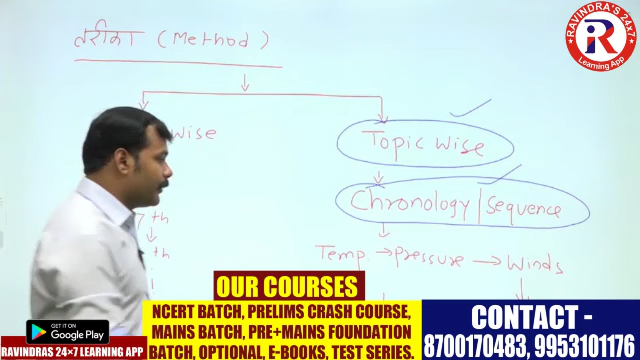 RAVINDRA'S 24x7
R
Learning App
तरीका (Method)
wise
Topic wise
Chronology | Sequence
7 th
th
Temp → Pressure → Winds
OUR COURSES
NCERT BATCH, PRELIMS CRASH COURSE,
MAINS BATCH, PRE+MAINS FOUNDATION
BATCH, OPTIONAL, E-BOOKS, TEST SERIES.
CONTACT -
8700170483, 9953101176
GET IT ON
Google Play
RAVINDRAS 24×7 LEARNING APP